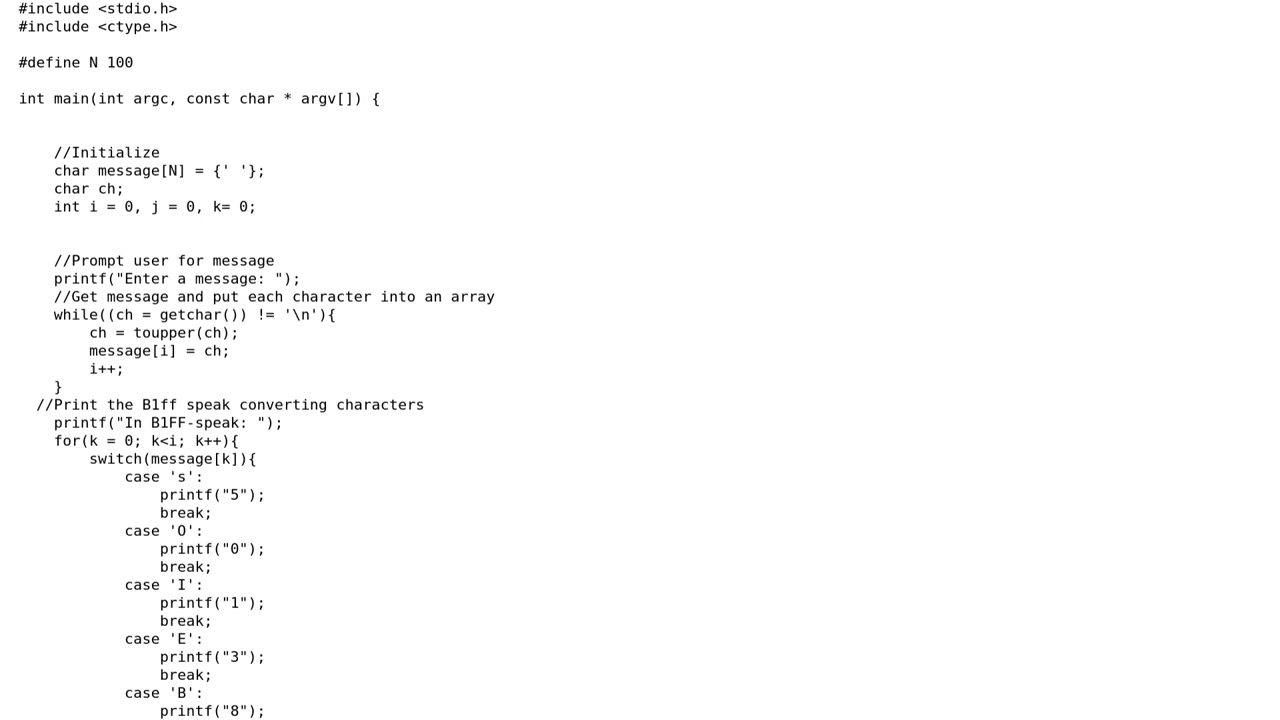 #include <stdio.h>
#include <ctype.h>

#define N 100

int main(int argc, const char * argv[]) {


    //Initialize
    char message[N] = {' '};
    char ch;
    int i = 0, j = 0, k= 0;


    //Prompt user for message
    printf("Enter a message: ");
    //Get message and put each character into an array
    while((ch = getchar()) != '\n'){
        ch = toupper(ch);
        message[i] = ch;
        i++;
    }
  //Print the B1ff speak converting characters
    printf("In B1FF-speak: ");
    for(k = 0; k<i; k++){
        switch(message[k]){
            case 's':
                printf("5");
                break;
            case 'O':
                printf("0");
                break;
            case 'I':
                printf("1");
                break;
            case 'E':
                printf("3");
                break;
            case 'B':
                printf("8");